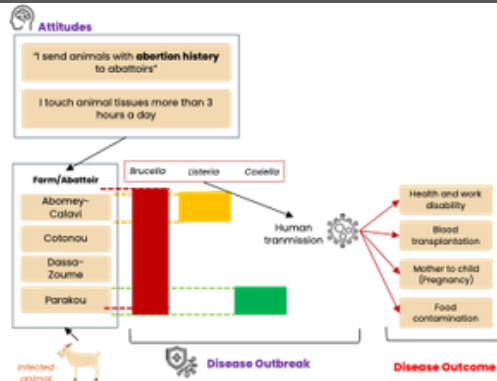 Attitudes
"I send animals with abortion history
to abattoirs"
I touch animal tissues more than 3
hours a day
Farm/Abattoir
Abomey-
Calavi
Cotonou
Dassa-
Zoume
Parakou
Infected
animal
Brucella Listeria Coxiella
Human
tranmission
Disease Outbreak
Health and work
disability
Blood
transplantation
Mother to child
(Pregnancy)
Food
contamination
Disease Outcome